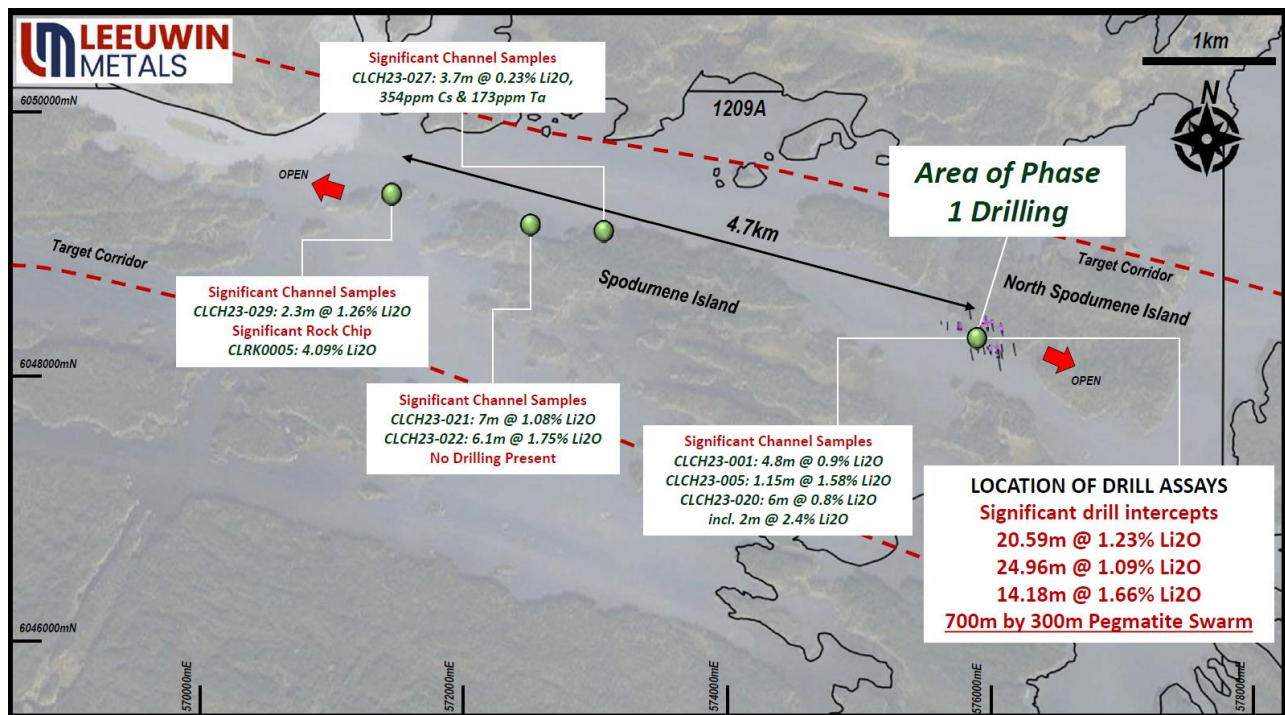 LEEUWIN
METALS
Significant Channel Samples
CLCH23-027: 3.7m @ 0.23% Li2O,
354ppm Cs & 173ppm Ta
1km
N
6050000mN
1209A
Area of Phase
1 Drilling
OPEN
4.7km
Target Corridor
Target Corridor
Spodumene Island
North Spodumene Island
Significant Channel Samples
CLCH23-029: 2.3m @ 1.26% Li2O
Significant Rock Chip
CLRK0005: 4.09% Li2O
6048000mN
OPEN
Significant Channel Samples
CLCH23-021: 7m @ 1.08% Li2O
CLCH23-022: 6.1m @ 1.75% Li2O
No Drilling Present
Significant Channel Samples
CLCH23-001: 4.8m @ 0.9% Li2O
CLCH23-005: 1.15m @ 1.58% Li2O
CLCH23-020: 6m @ 0.8% Li2O
incl. 2m @ 2.4% Li2O
LOCATION OF DRILL ASSAYS
Significant drill intercepts
20.59m @ 1.23% Li2O
24.96m @ 1.09% Li2O
14.18m @ 1.66% Li2O
700m by 300m Pegmatite Swarm
6046000mN
570000mE
572000mE
574000mE
576000mE
578000mE